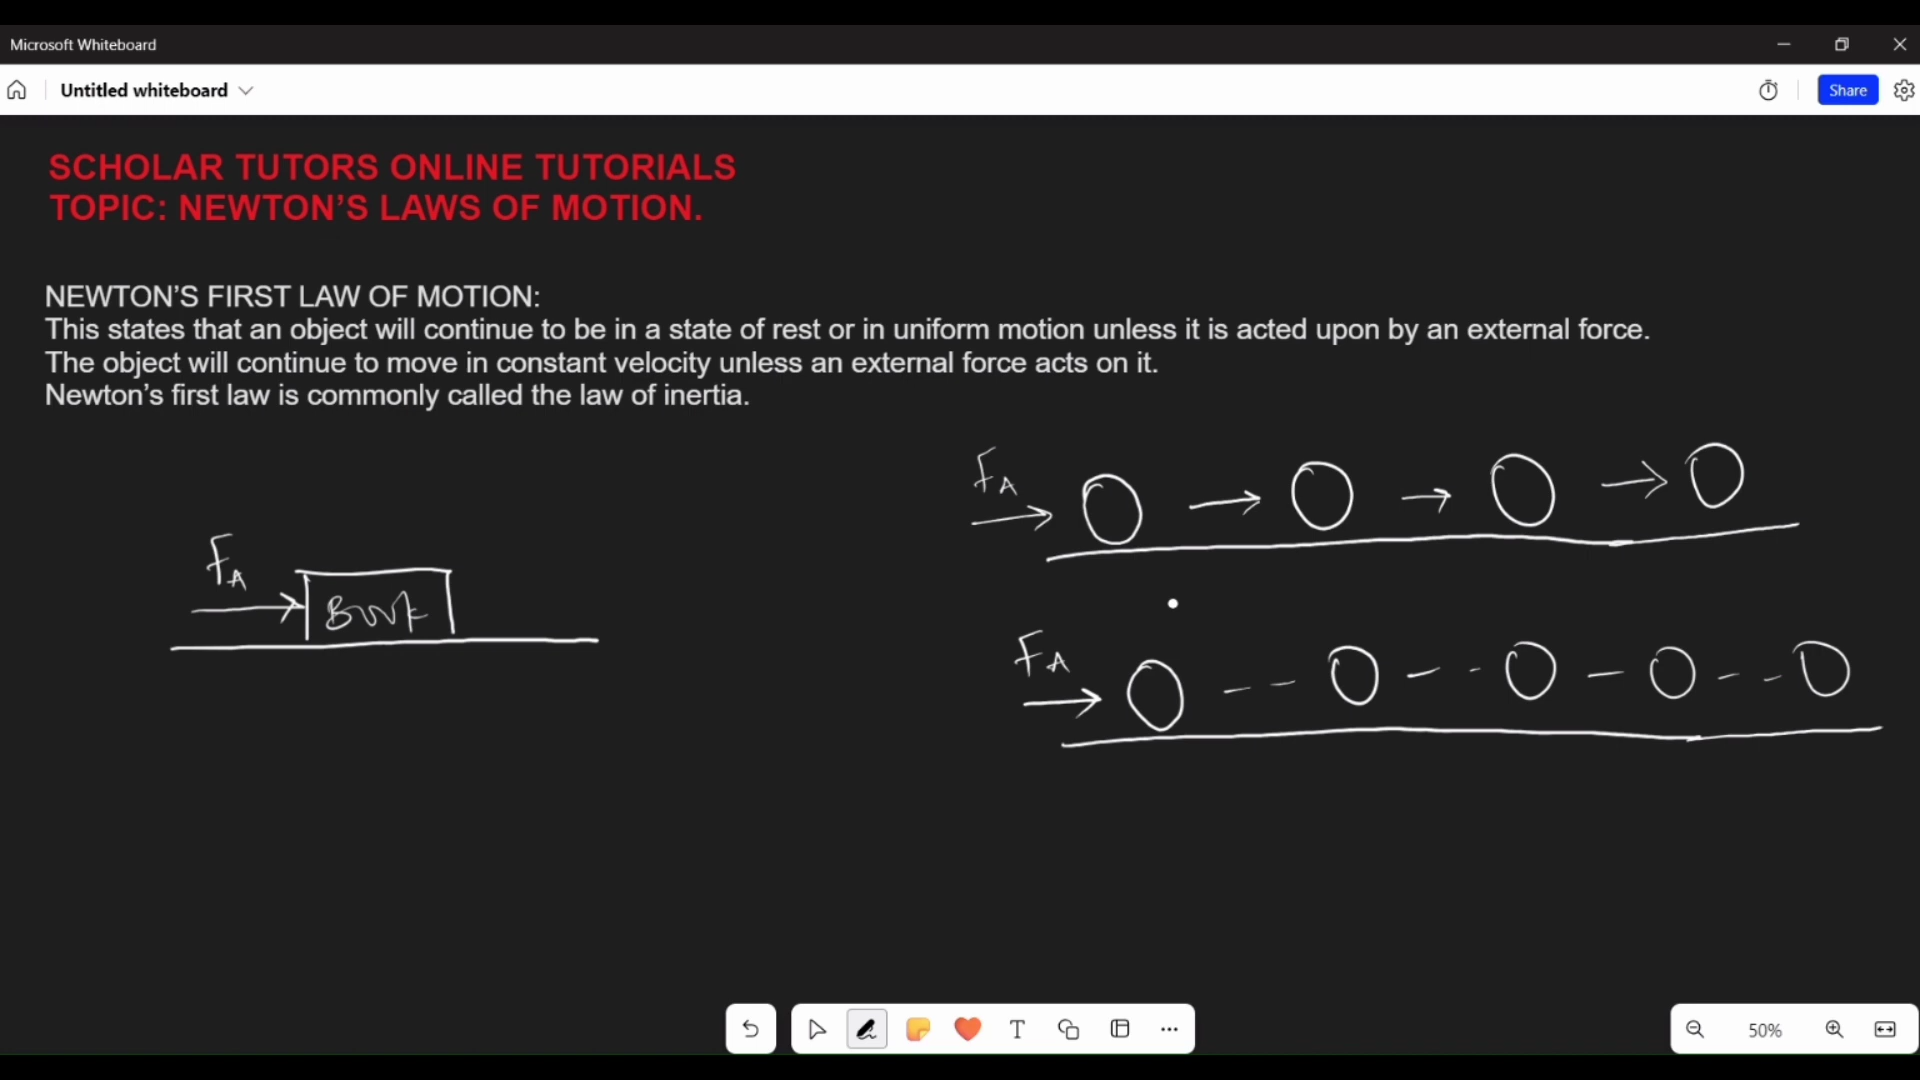 Microsoft Whiteboard
Untitled whiteboard
Share
SCHOLAR TUTORS ONLINE TUTORIALS
TOPIC: NEWTON’S LAWS OF MOTION.
NEWTON’S FIRST LAW OF MOTION:
This states that an object will continue to be in a state of rest or in uniform motion unless it is acted upon by an external force.
The object will continue to move in constant velocity unless an external force acts on it.
Newton’s first law is commonly called the law of inertia.
FA
FA
Book
FA
50%